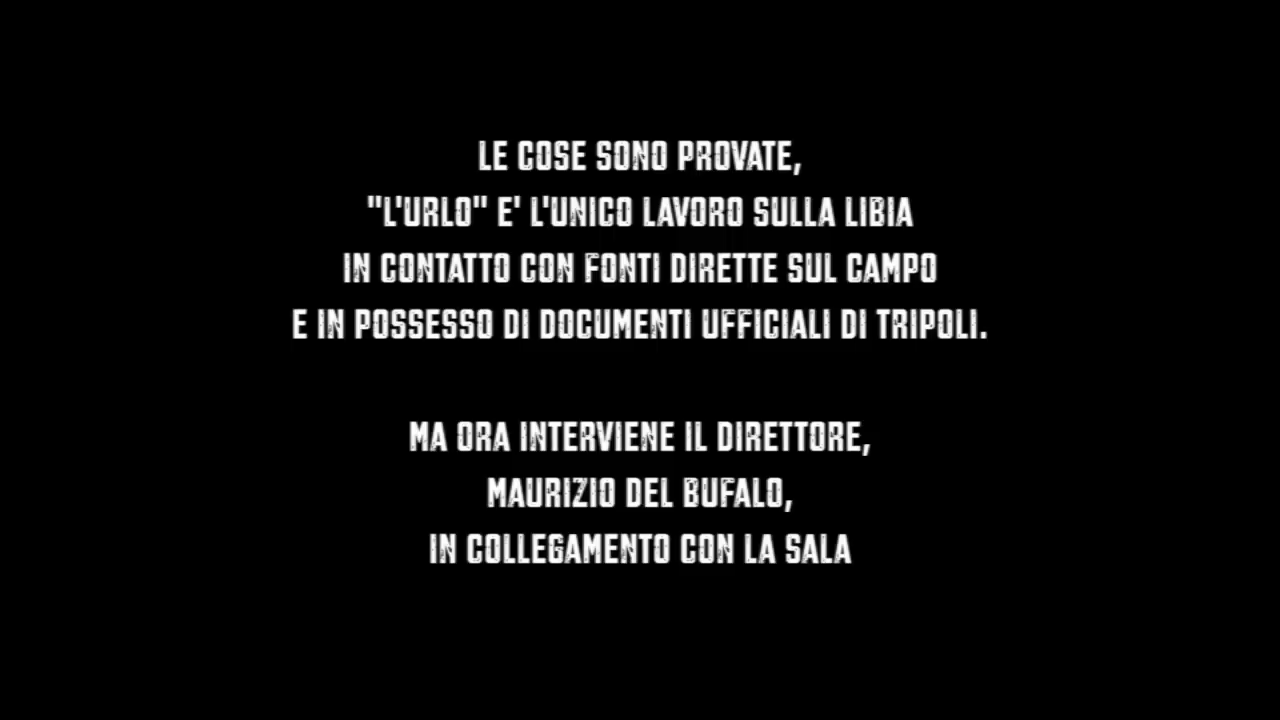 LE COSE SONO PROVATE,
"L'URLO" E' L'UNICO LAVORO SULLA LIBIA
IN CONTATTO CON FONTI DIRETTE SUL CAMPO
E IN POSSESSO DI DOCUMENTI UFFICIALI DI TRIPOLI.
MA ORA INTERVIENE IL DIRETTORE,
MAURIZIO DEL BUFALO,
IN COLLEGAMENTO CON LA SALA